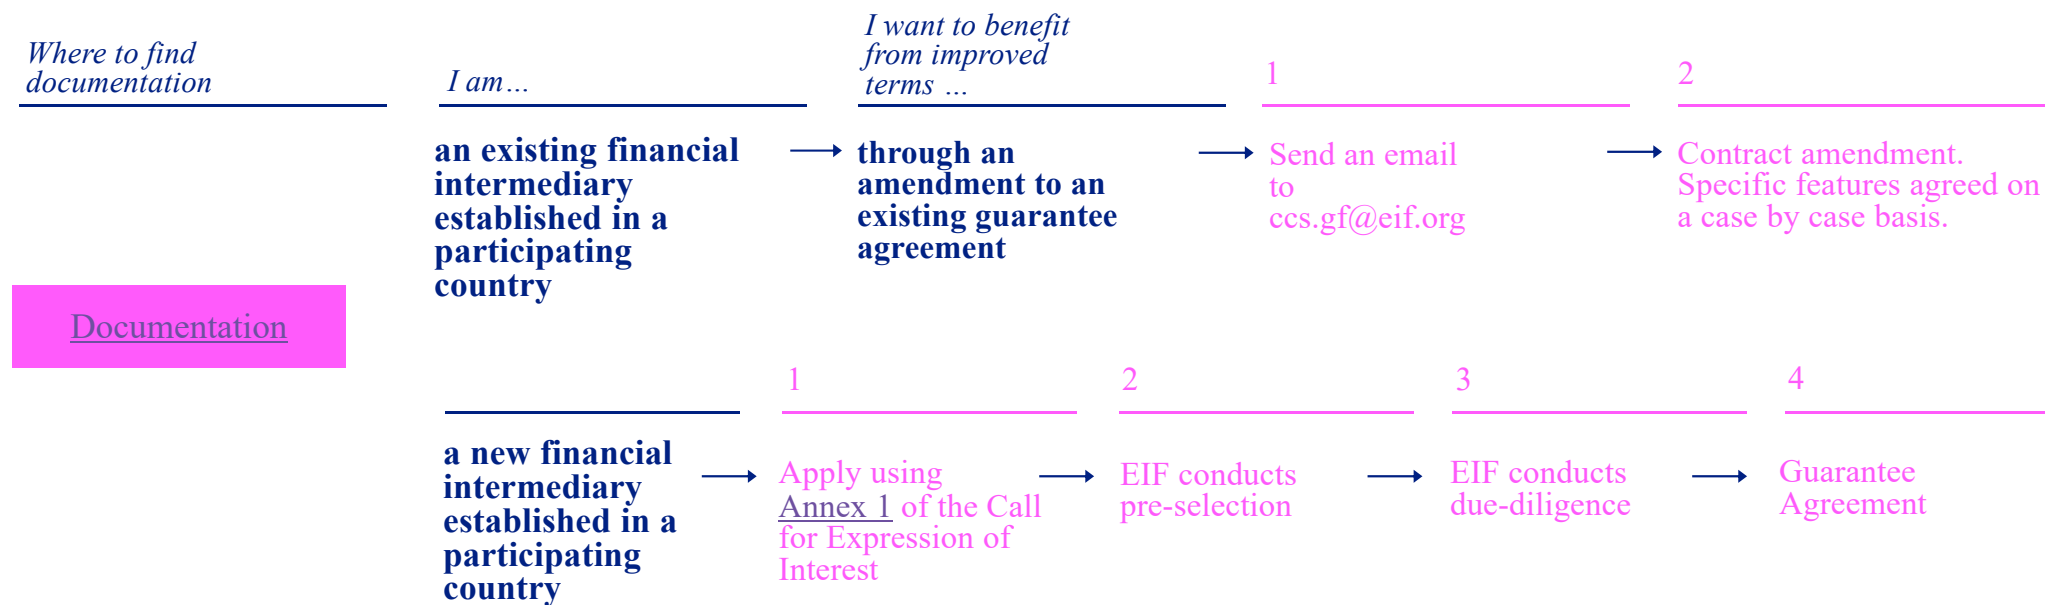 Where to find
documentation
I am…
I want to benefit
from improved
terms …
1
2
an existing financial
intermediary
established in a
participating
country
through an
amendment to an
existing guarantee
agreement
Send an email
to
ccs.gf@eif.org
Contract amendment.
Specific features agreed on
a case by case basis.
Documentation
1
2
3
4
a new financial
intermediary
established in a
participating
country
Apply using
Annex 1 of the Call
for Expression of
Interest
EIF conducts
pre-selection
EIF conducts
due-diligence
Guarantee
Agreement